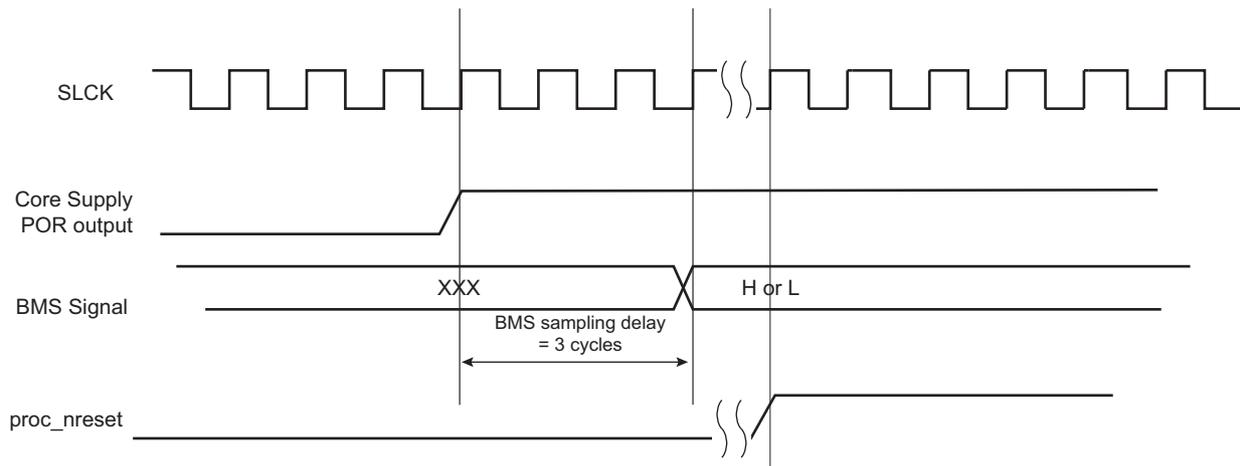 SLCK
Core Supply
POR output
XXX
H or L
BMS Signal
BMS sampling delay
= 3 cycles
proc_nreset